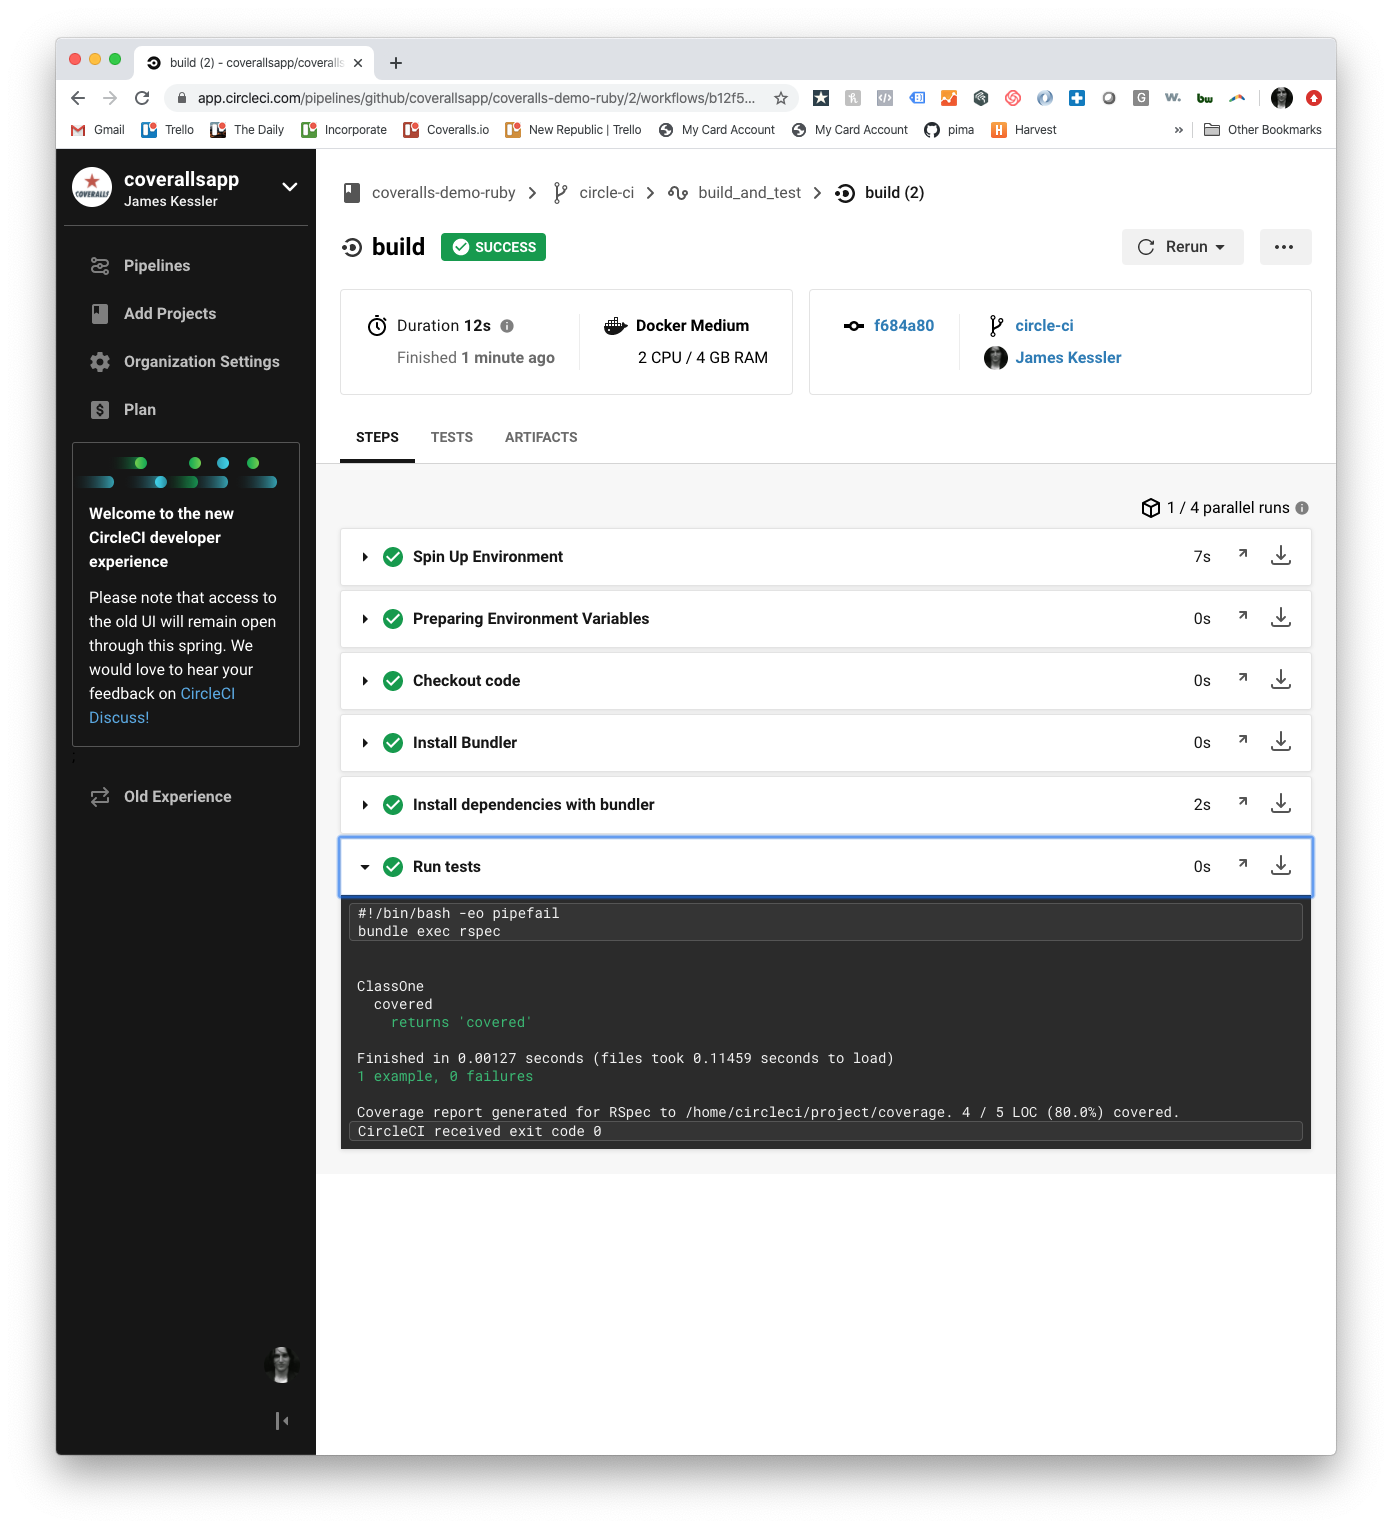 build (2) - coverallsapp/coveralls
app.circleci.com/pipelines/github/coverallsapp/coveralls-demo-ruby/2/workflows/b12f5...
Gmail Trello The Daily Incorporate Coveralls.io New Republic | Trello My Card Account My Card Account pima Harvest » Other Bookmarks
COVERALLS
coverallsapp
James Kessler
Pipelines
Add Projects
Organization Settings
Plan
Welcome to the new
CircleCI developer
experience
Please note that access to
the old UI will remain open
through this spring. We
would love to hear your
feedback on CircleCI
Discuss!
Old Experience
coveralls-demo-ruby > circle-ci > build_and_test > build (2)
build SUCCESS
Rerun
Duration 12s
Finished 1 minute ago
Docker Medium
2 CPU / 4 GB RAM
f684a80
circle-ci
James Kessler
STEPS TESTS ARTIFACTS
1 / 4 parallel runs
Spin Up Environment 7s
Preparing Environment Variables 0s
Checkout code 0s
Install Bundler 0s
Install dependencies with bundler 2s
Run tests 0s
#!/bin/bash -eo pipefail
bundle exec rspec
ClassOne
covered
returns 'covered'
Finished in 0.00127 seconds (files took 0.11459 seconds to load)
1 example, 0 failures
Coverage report generated for RSpec to /home/circleci/project/coverage. 4 / 5 LOC (80.0%) covered.
CircleCI received exit code 0